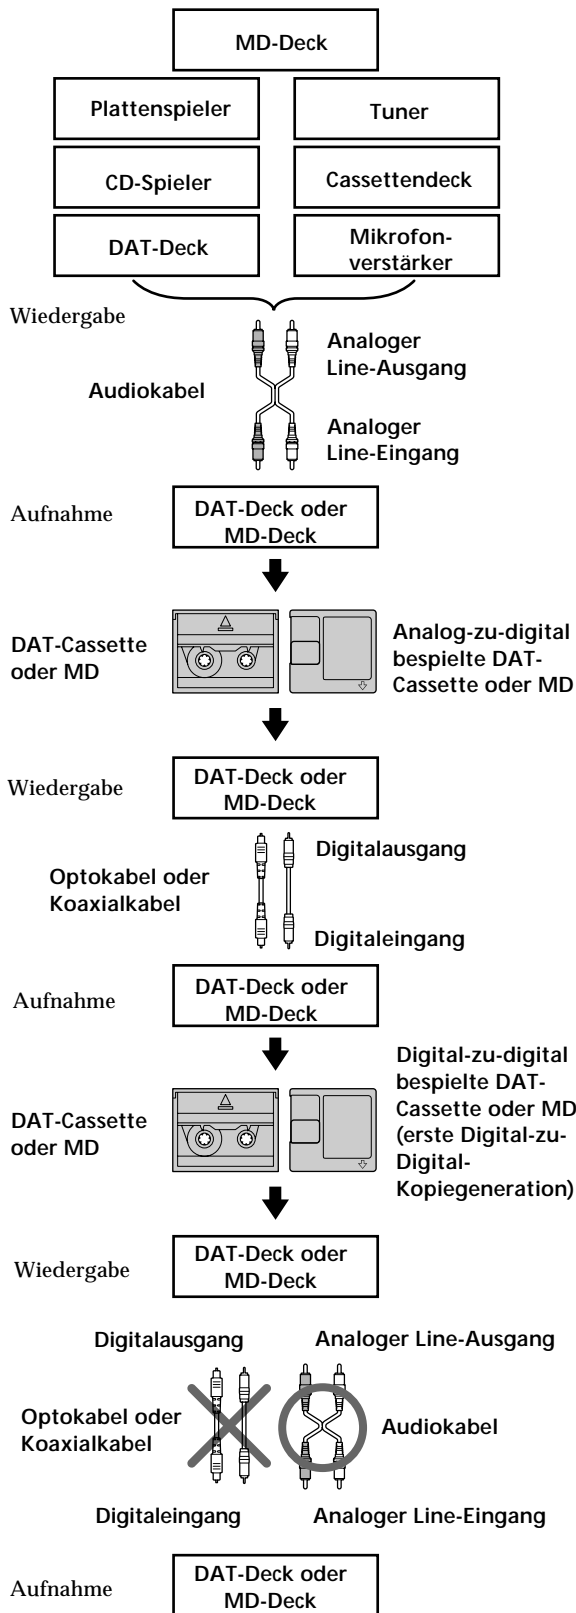 MD-Deck
Plattenspieler
Tuner
CD-Spieler
Cassettendeck
DAT-Deck
Mikrofon-
verstärker
Wiedergabe
Analoger
Line-Ausgang
Audiokabel
Analoger
Line-Eingang
Aufnahme
DAT-Deck oder
MD-Deck
DAT-Cassette
oder MD
Analog-zu-digital
bespielte DAT-
Cassette oder MD
Wiedergabe
DAT-Deck oder
MD-Deck
Digitalausgang
Optokabel oder
Koaxialkabel
Digitaleingang
Aufnahme
DAT-Deck oder
MD-Deck
DAT-Cassette
oder MD
Digital-zu-digital
bespielte DAT-
Cassette oder MD
(erste Digital-zu-
Digital-
Kopiegeneration)
Wiedergabe
DAT-Deck oder
MD-Deck
Digitalausgang
Analoger Line-Ausgang
Optokabel oder
Koaxialkabel
Audiokabel
Digitaleingang
Analoger Line-Eingang
Aufnahme
DAT-Deck oder
MD-Deck